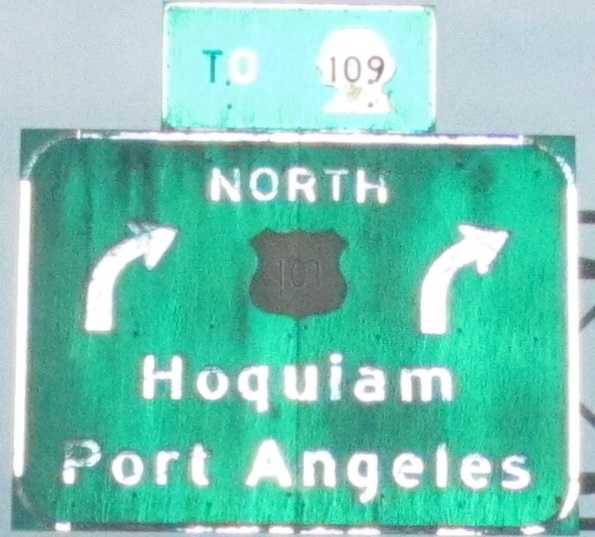 TO 109
NORTH
101
Hoquiam
Port Angeles